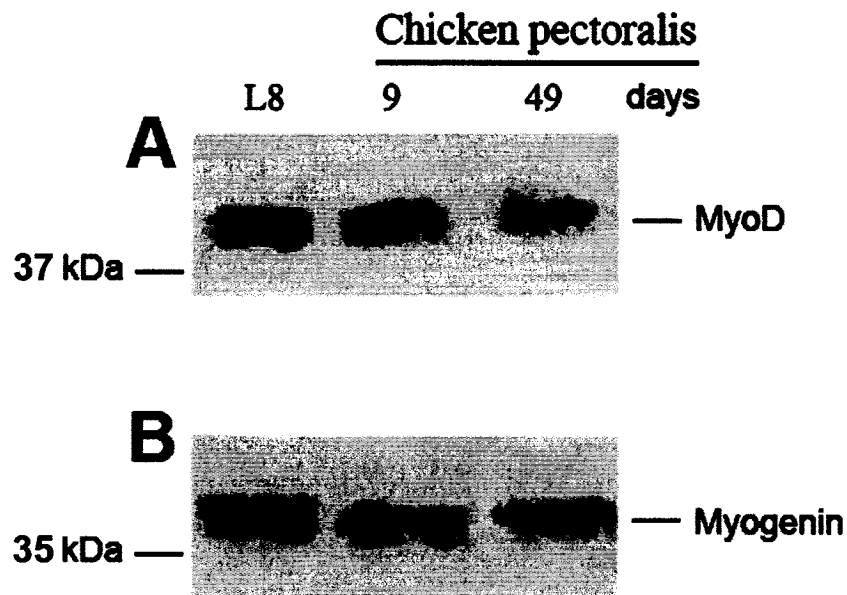 Chicken pectoralis
L8 9 49 days
A
MyoD
37 kDa
B
Myogenin
35 kDa